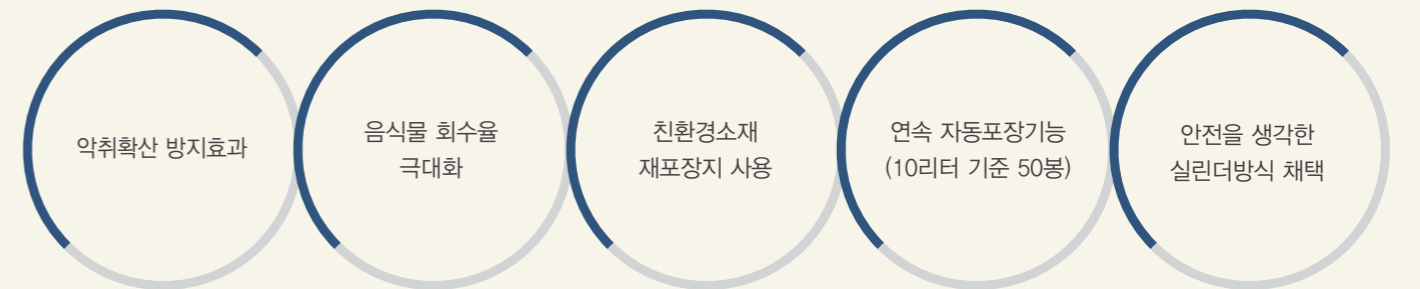 악취확산 방지효과
음식물 회수율
극대화
친환경소재
재포장지 사용
연속 자동포장기능
(10리터 기준 50봉)
안전을 생각한
실린더방식 채택